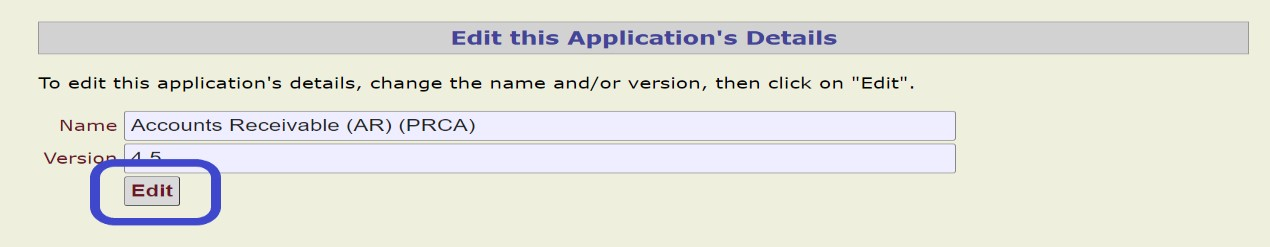 Edit this Application's Details
To edit this application's details, change the name and/or version, then click on "Edit".
Name Accounts Receivable (AR) (PRCA)
Version 4.5
Edit